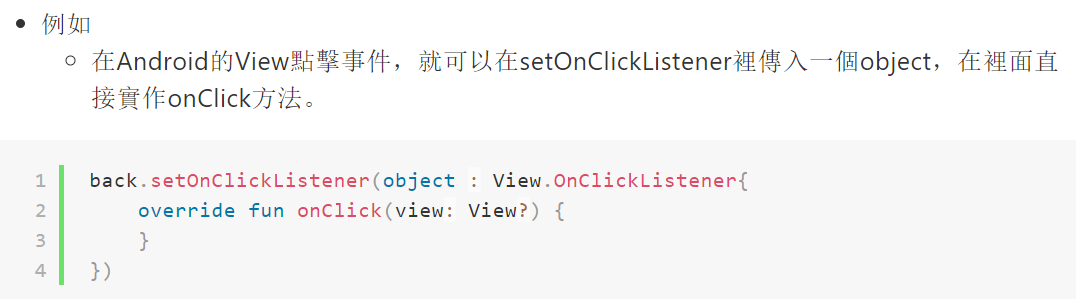 • 例如
○ 在Android的View點擊事件，就可以在setOnClickListener裡傳入一個object，在裡面直
接實作onClick方法。
1 back.setOnClickListener(object : View.OnClickListener{
2     override fun onClick(view: View?) {
3     }
4 })